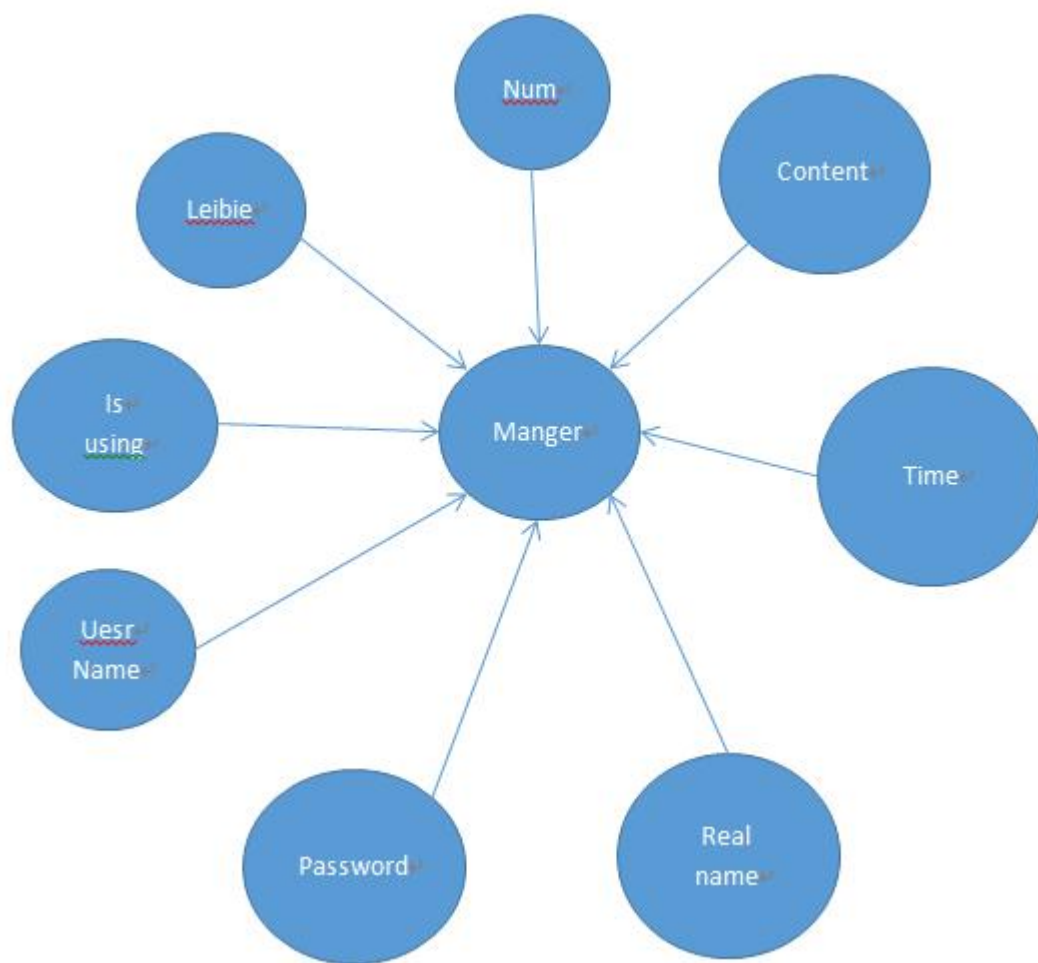 Num
Content
Leibie
Is
using
Manger
Time
Uesr
Name
Password
Real
name